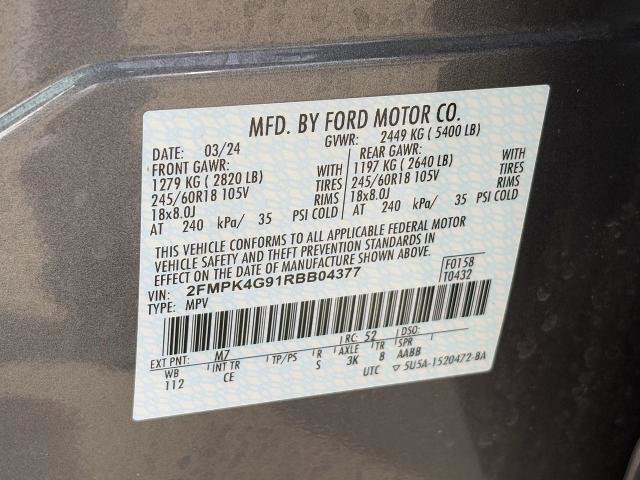 MFD. BY FORD MOTOR CO.
DATE: 03/24 GVWR: 2449 KG ( 5400 LB)
FRONT GAWR: REAR GAWR:
1279 KG ( 2820 LB) WITH 1197 KG ( 2640 LB) WITH
245/60R18 105V TIRES 245/60R18 105V TIRES
18x8.0J RIMS 18x8.0J RIMS
AT 240 kPa/ 35 PSI COLD AT 240 kPa/ 35 PSI COLD
THIS VEHICLE CONFORMS TO ALL APPLICABLE FEDERAL MOTOR
VEHICLE SAFETY AND THEFT PREVENTION STANDARDS IN
EFFECT ON THE DATE OF MANUFACTURE SHOWN ABOVE.
VIN: 2FMPK4G91RBB04377 F0158
TYPE: MPV T0432
EXT PNT: M7 RC: 52 DSO:
WB INT TR TP/PS R AXLE TR SPR
112 CE S 3K 8 AABB
UTC ▽ 5U5A-1520472-BA